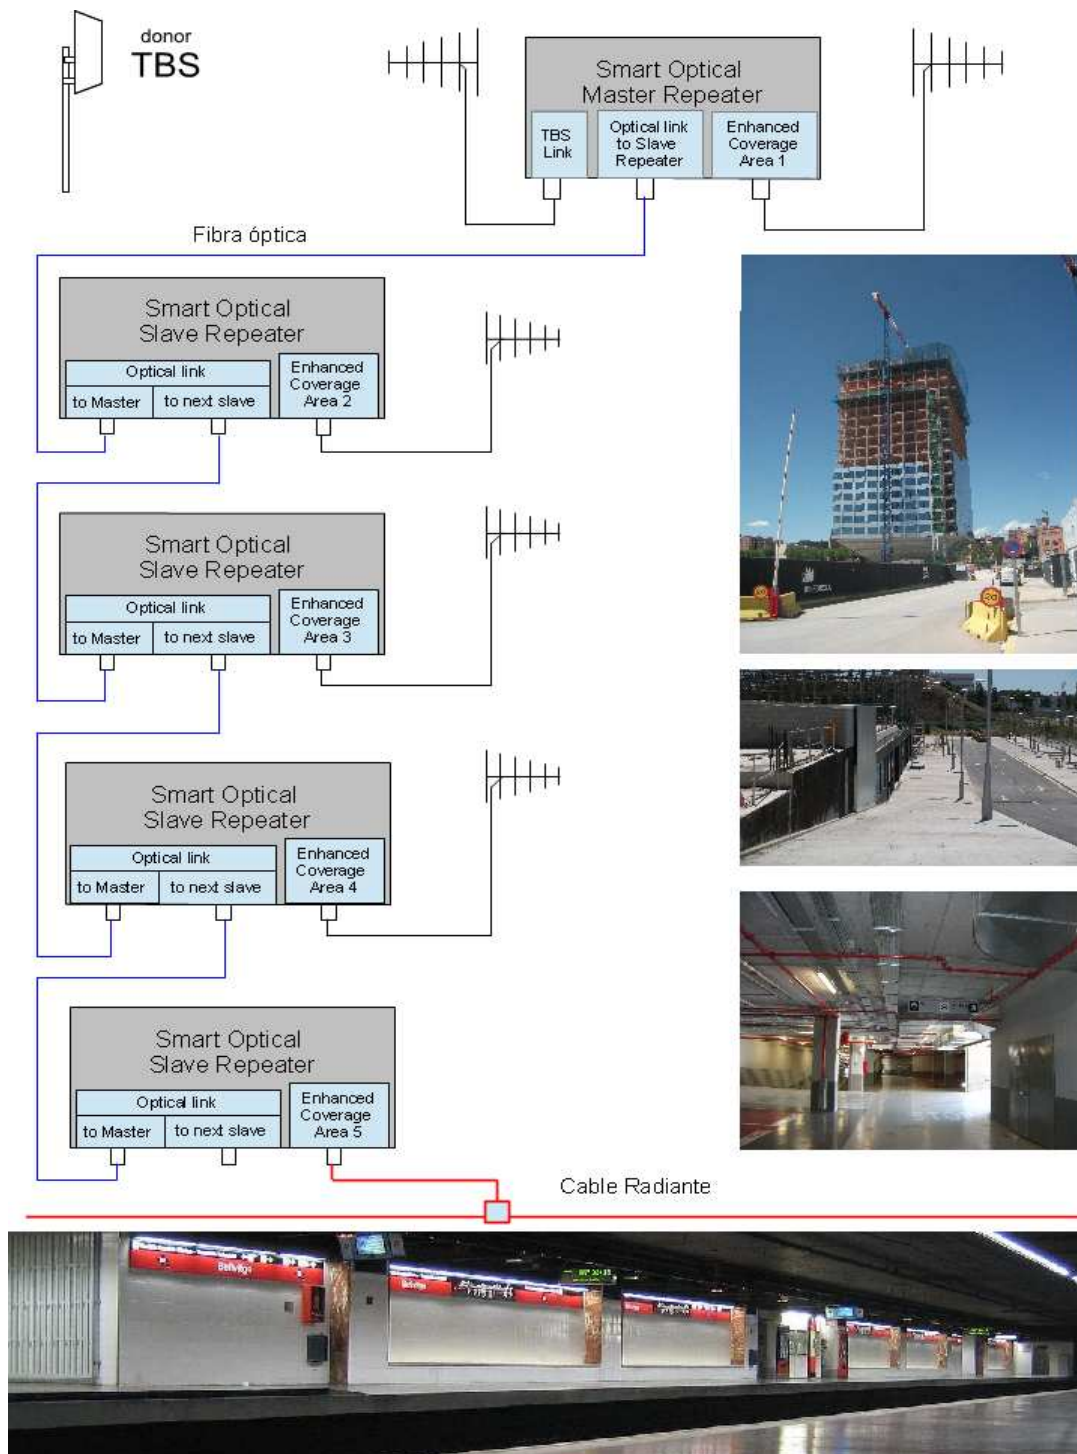 donor
TBS
Smart Optical
Master Repeater
TBS
Link
Optical link
to Slave
Repeater
Enhanced
Coverage
Area 1
Fibra óptica
Smart Optical
Slave Repeater
Optical link
to Master
to next slave
Enhanced
Coverage
Area 2
Smart Optical
Slave Repeater
Optical link
to Master
to next slave
Enhanced
Coverage
Area 3
Smart Optical
Slave Repeater
Optical link
to Master
to next slave
Enhanced
Coverage
Area 4
Smart Optical
Slave Repeater
Optical link
to Master
to next slave
Enhanced
Coverage
Area 5
Cable Radiante
Bellvitge
Bellvitge